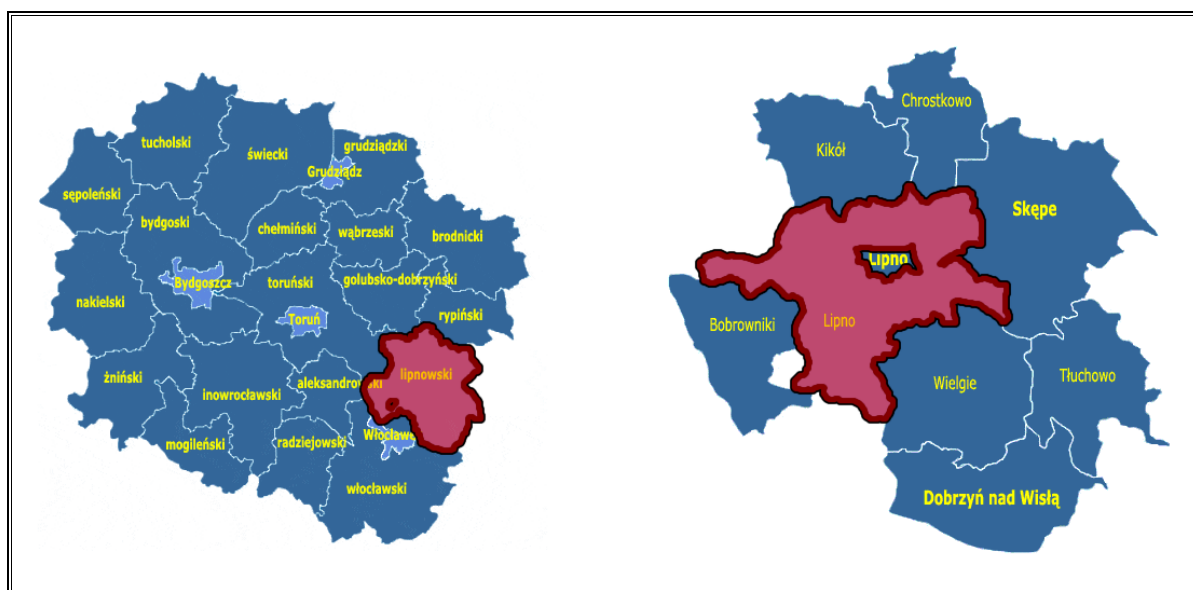 tucholski
świecki
grudziądzki
Grudziądz
sępoleński
bydgoski
chełmiński
wąbrzeski
brodnicki
Bydgoszcz
toruński
golubsko-dobrzyński
nakielski
Toruń
rypiński
żniński
inowrocławski
aleksandrowski
lipnowski
mogileński
radziejowski
Włocławe
włocławski
Chrostkowo
Kikół
Skępe
Lipno
Bobrowniki
Lipno
Wielgie
Tłuchowo
Dobrzyń nad Wisłą